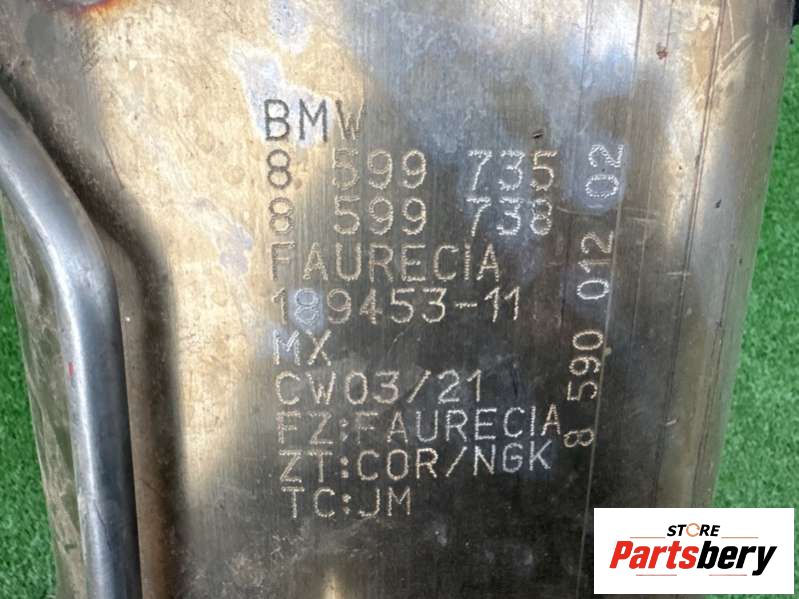 BMW
8 599 735
8 599 738
FAURECIA
189453-11
MX
CW03/21
FZ:FAURECIA
ZT:COR/NGK
TC:JM
8 590 012 02
STORE
Partsbery